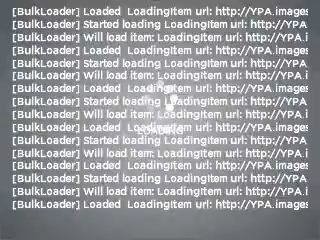 [BulkLoader] Loaded LoadingItem url: http://YPA.images
[BulkLoader] Started loading LoadingItem url: http://YPA
[BulkLoader] Will load item: LoadingItem url: http://YPA.i
[BulkLoader] Loaded LoadingItem url: http://YPA.images
[BulkLoader] Started loading LoadingItem url: http://YPA
[BulkLoader] Will load item: LoadingItem url: http://YPA.i
[BulkLoader] Loaded LoadingItem url: http://YPA.images
[BulkLoader] Started loading LoadingItem url: http://YPA
[BulkLoader] Will load item: LoadingItem url: http://YPA.i
[BulkLoader] Loaded LoadingItem url: http://YPA.images
LOADING
[BulkLoader] Started loading LoadingItem url: http://YPA
[BulkLoader] Will load item: LoadingItem url: http://YPA.i
[BulkLoader] Loaded LoadingItem url: http://YPA.images
[BulkLoader] Started loading LoadingItem url: http://YPA
[BulkLoader] Will load item: LoadingItem url: http://YPA.i
[BulkLoader] Loaded LoadingItem url: http://YPA.images